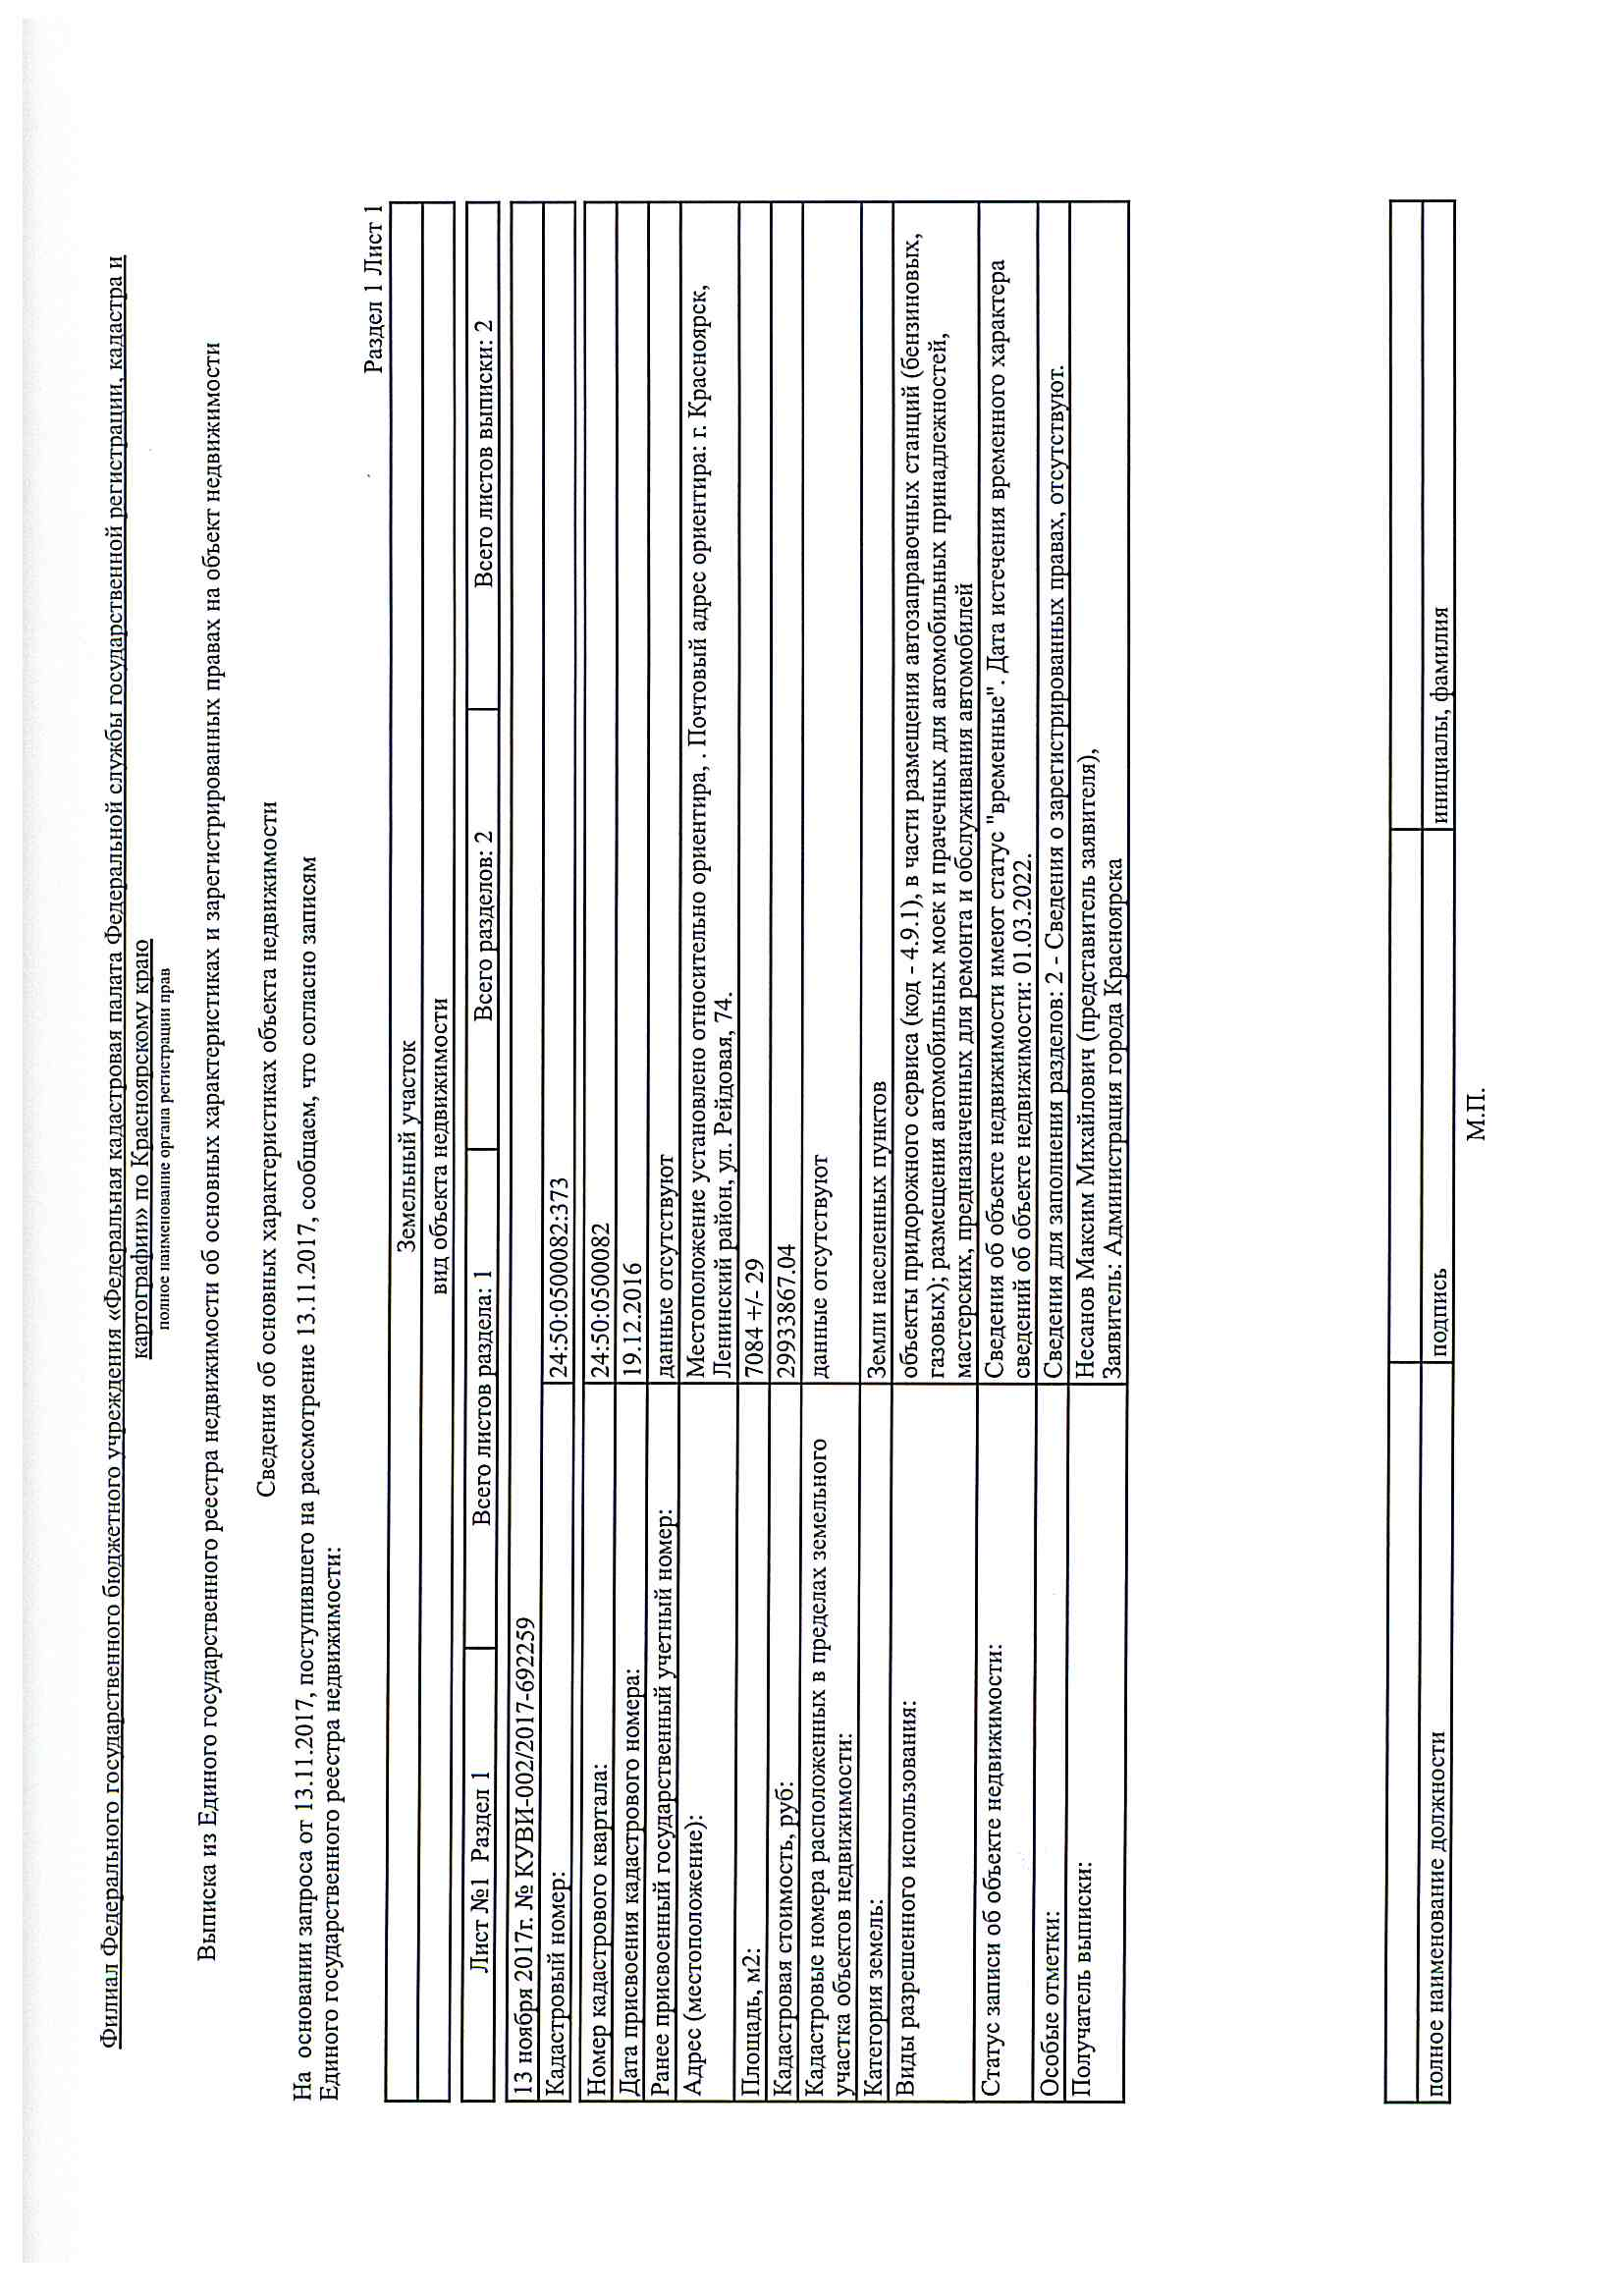 Филиал Федерального государственного бюджетного учреждения «Федеральная кадастровая палата Федеральной службы государственной регистрации, кадастра и
картографии» по Красноярскому краю
полное наименование органа регистрации прав
Выписка из Единого государственного реестра недвижимости об основных характеристиках и зарегистрированных правах на объект недвижимости
Сведения об основных характеристиках объекта недвижимости
На основании запроса от 13.11.2017, поступившего на рассмотрение 13.11.2017, сообщаем, что согласно записям
Единого государственного реестра недвижимости:
Раздел 1 Лист 1
Земельный участок
вид объекта недвижимости
Лист №1 Раздел 1 Всего листов раздела: 1 Всего разделов: 2 Всего листов выписки: 2
13 ноября 2017г. № КУВИ-002/2017-692259
Кадастровый номер: 24:50:0500082:373
Номер кадастрового квартала: 24:50:0500082
Дата присвоения кадастрового номера: 19.12.2016
Ранее присвоенный государственный учетный номер: данные отсутствуют
Адрес (местоположение): Местоположение установлено относительно ориентира, . Почтовый адрес ориентира: г. Красноярск,
Ленинский район, ул. Рейдовая, 74.
Площадь, м2: 7084 +/- 29
Кадастровая стоимость, руб: 29933867.04
Кадастровые номера расположенных в пределах земельного данные отсутствуют
участка объектов недвижимости:
Категория земель: Земли населенных пунктов
Виды разрешенного использования: объекты придорожного сервиса (код - 4.9.1), в части размещения автозаправочных станций (бензиновых,
газовых); размещения автомобильных моек и прачечных для автомобильных принадлежностей,
мастерских, предназначенных для ремонта и обслуживания автомобилей
Статус записи об объекте недвижимости: Сведения об объекте недвижимости имеют статус "временные". Дата истечения временного характера
сведений об объекте недвижимости: 01.03.2022.
Особые отметки: Сведения для заполнения разделов: 2 - Сведения о зарегистрированных правах, отсутствуют.
Получатель выписки: Несанов Максим Михайлович (представитель заявителя),
Заявитель: Администрация города Красноярска
полное наименование должности подпись инициалы, фамилия
М.П.